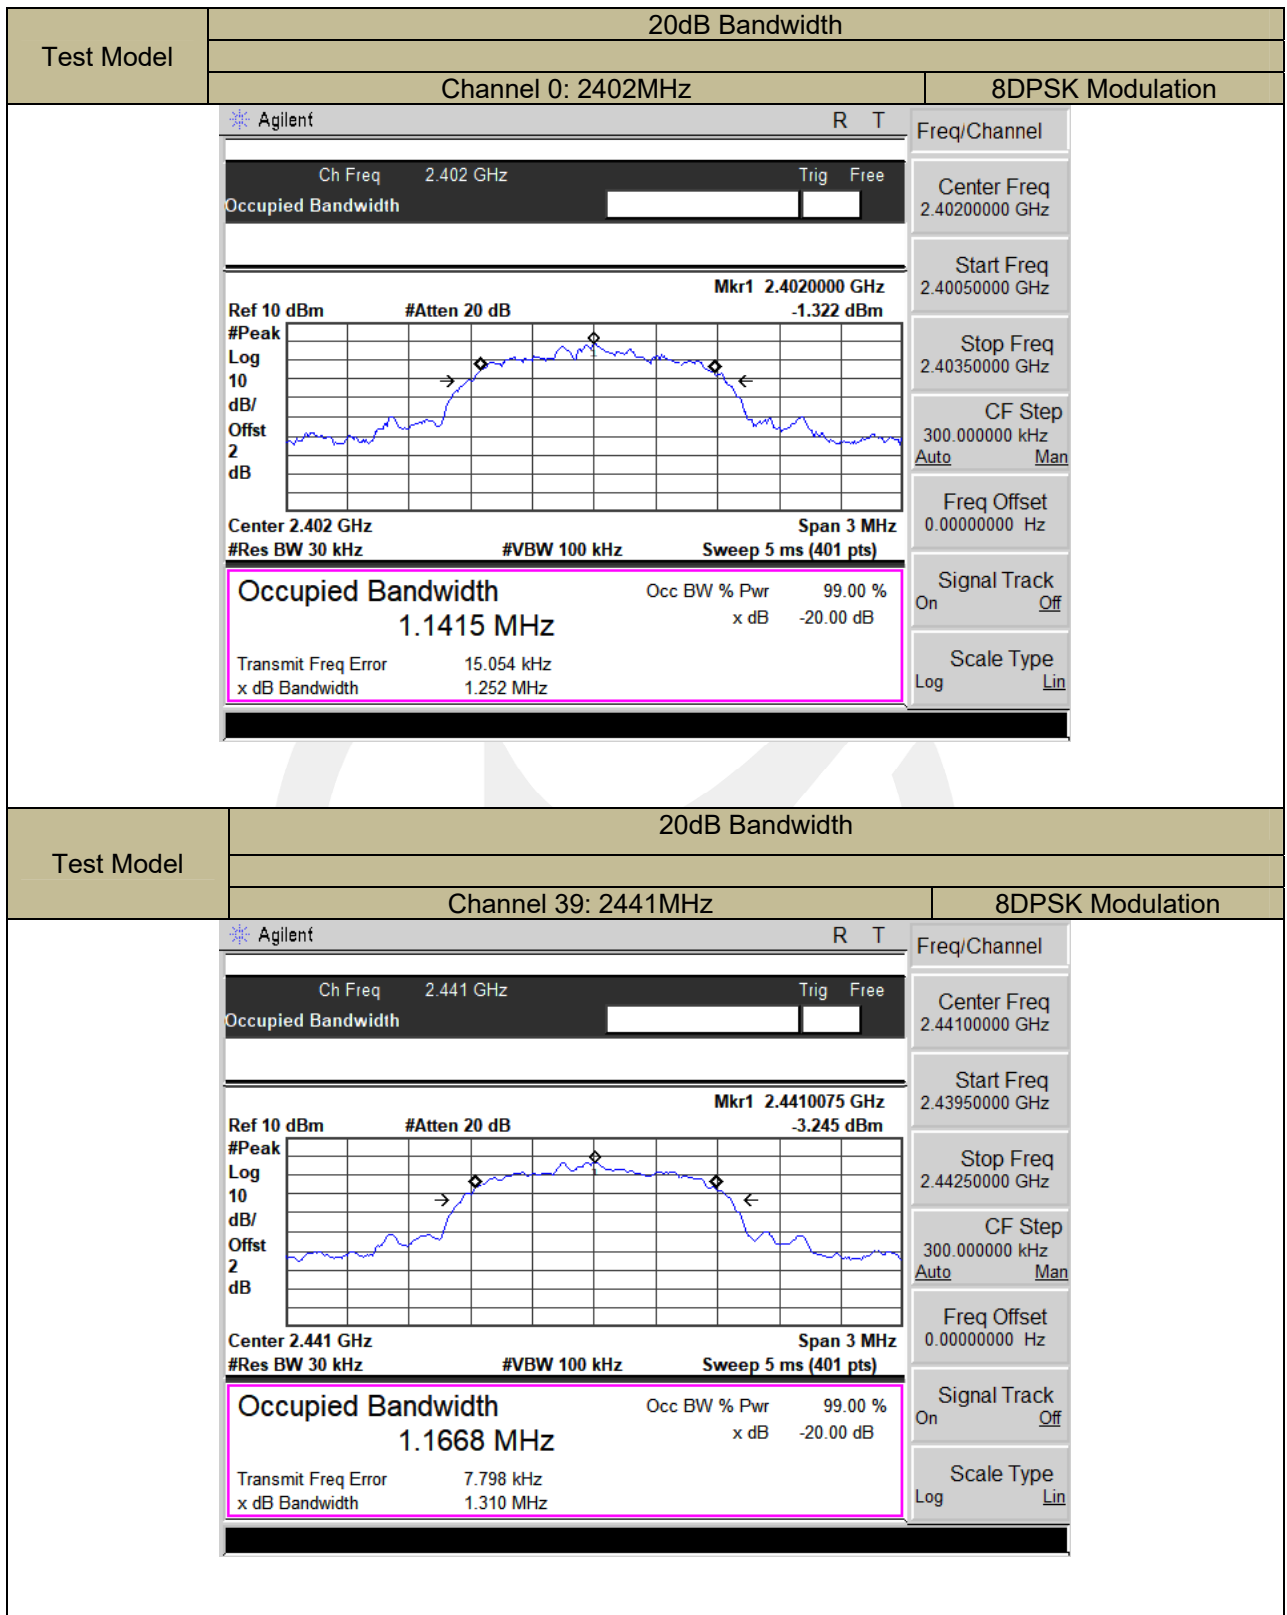 Test Model
20dB Bandwidth
Channel 0: 2402MHz
8DPSK Modulation
Agilent
R T
Freq/Channel
Ch Freq 2.402 GHz
Trig Free
Occupied Bandwidth
Center Freq
2.40200000 GHz
Start Freq
2.40050000 GHz
Stop Freq
2.40350000 GHz
CF Step
300.000000 kHz
Auto Man
Freq Offset
0.00000000 Hz
Signal Track
On Off
Scale Type
Log Lin
Mkr1 2.4020000 GHz
Ref 10 dBm #Atten 20 dB -1.322 dBm
#Peak
Log
10
dB/
Offst
2
dB
1
Center 2.402 GHz Span 3 MHz
#Res BW 30 kHz #VBW 100 kHz Sweep 5 ms (401 pts)
Occupied Bandwidth
1.1415 MHz
Occ BW % Pwr 99.00 %
x dB -20.00 dB
Transmit Freq Error 15.054 kHz
x dB Bandwidth 1.252 MHz
Test Model
20dB Bandwidth
Channel 39: 2441MHz
8DPSK Modulation
Agilent
R T
Freq/Channel
Ch Freq 2.441 GHz
Trig Free
Occupied Bandwidth
Center Freq
2.44100000 GHz
Start Freq
2.43950000 GHz
Stop Freq
2.44250000 GHz
CF Step
300.000000 kHz
Auto Man
Freq Offset
0.00000000 Hz
Signal Track
On Off
Scale Type
Log Lin
Mkr1 2.4410075 GHz
Ref 10 dBm #Atten 20 dB -3.245 dBm
#Peak
Log
10
dB/
Offst
2
dB
1
Center 2.441 GHz Span 3 MHz
#Res BW 30 kHz #VBW 100 kHz Sweep 5 ms (401 pts)
Occupied Bandwidth
1.1668 MHz
Occ BW % Pwr 99.00 %
x dB -20.00 dB
Transmit Freq Error 7.798 kHz
x dB Bandwidth 1.310 MHz